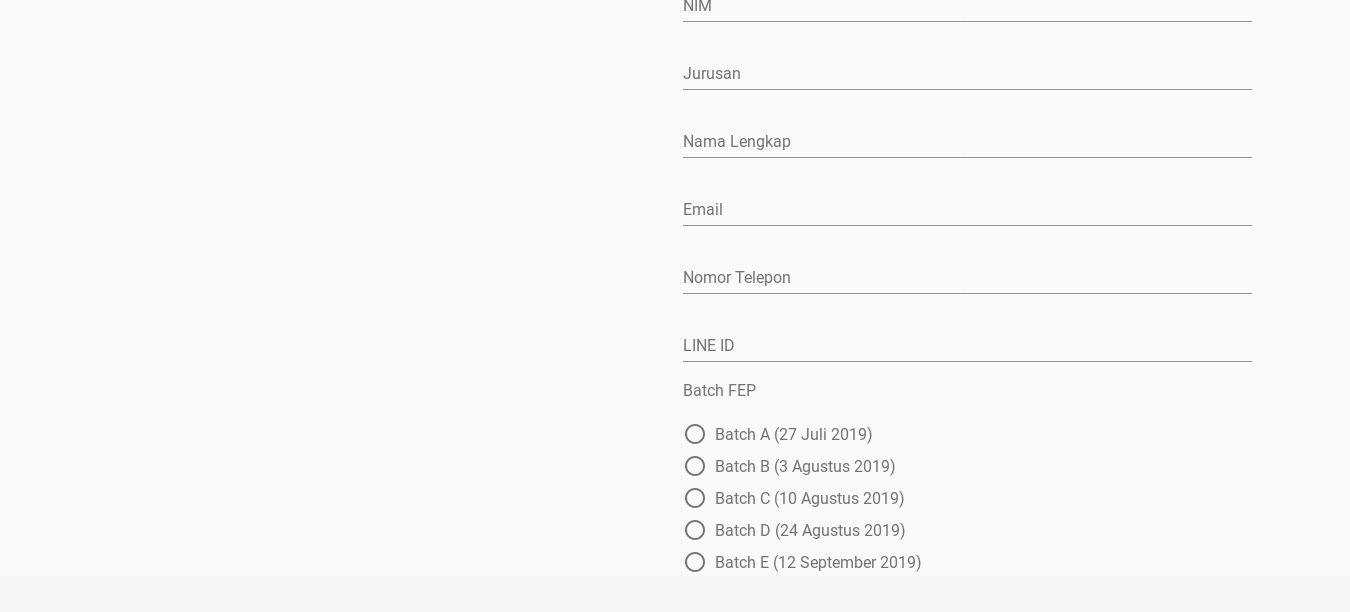 NIM
Jurusan
Nama Lengkap
Email
Nomor Telepon
LINE ID
Batch FEP
Batch A (27 Juli 2019)
Batch B (3 Agustus 2019)
Batch C (10 Agustus 2019)
Batch D (24 Agustus 2019)
Batch E (12 September 2019)